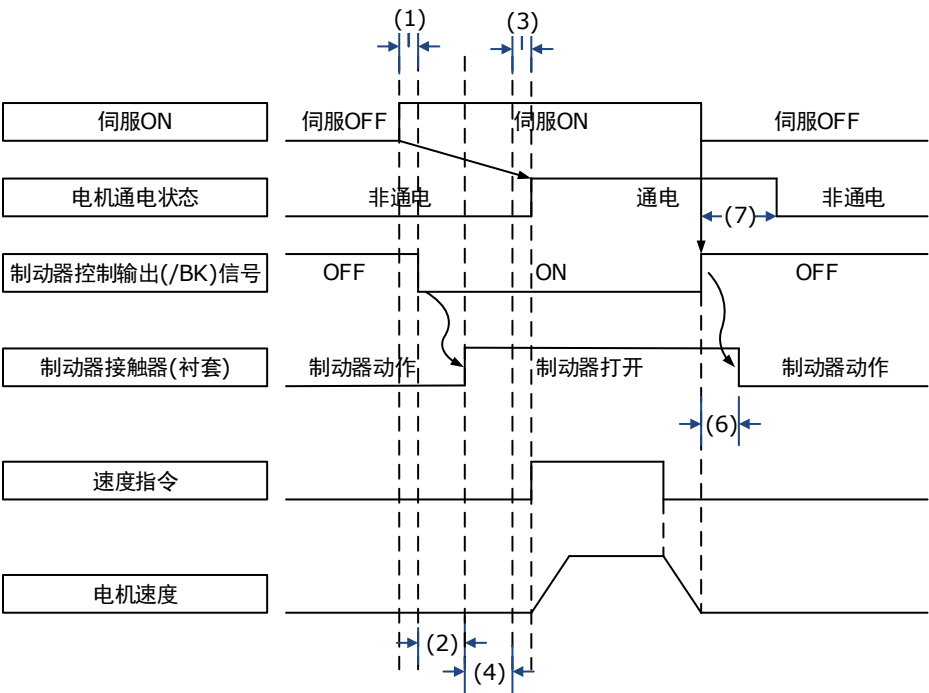 (1)
(3)
伺服ON
伺服OFF
伺服ON
伺服OFF
电机通电状态
非通电
通电
(7)
非通电
制动器控制输出(/BK)信号
OFF
ON
OFF
制动器接触器(衬套)
制动器动作
制动器打开
制动器动作
(6)
速度指令
电机速度
(2)
(4)